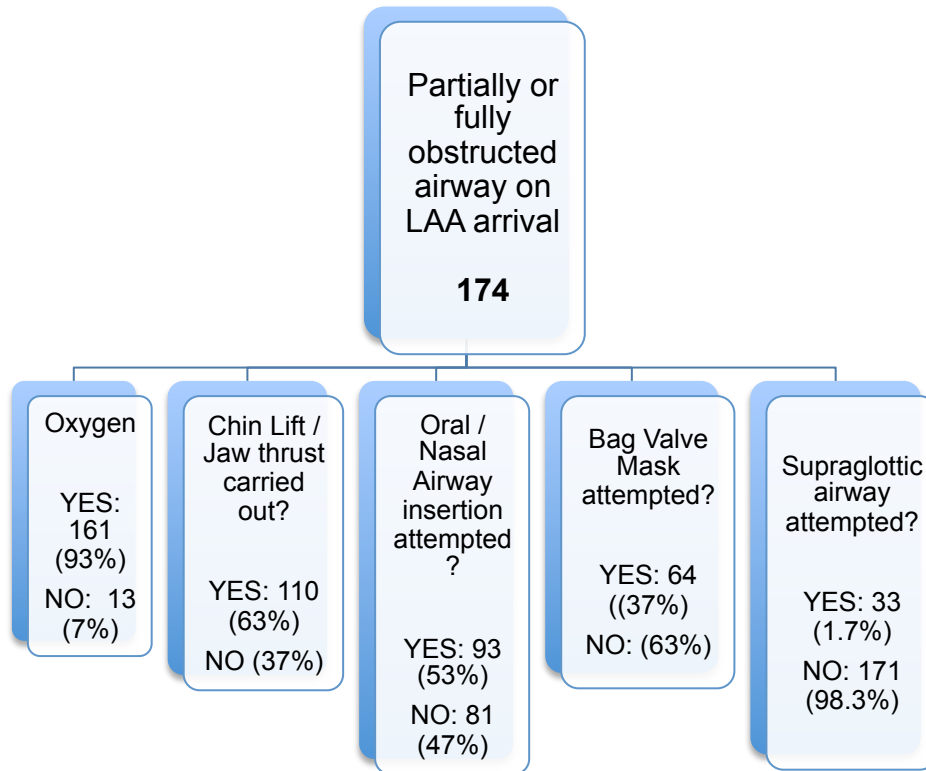 Partially or
fully
obstructed
airway on
LAA arrival
174
Oxygen
YES:
161
(93%)
NO: 13
(7%)
Chin Lift /
Jaw thrust
carried
out?
YES: 110
(63%)
NO (37%)
Oral /
Nasal
Airway
insertion
attempted
?
YES: 93
(53%)
NO: 81
(47%)
Bag Valve
Mask
attempted?
YES: 64
((37%)
NO: (63%)
Supraglottic
airway
attempted?
YES: 33
(1.7%)
NO: 171
(98.3%)